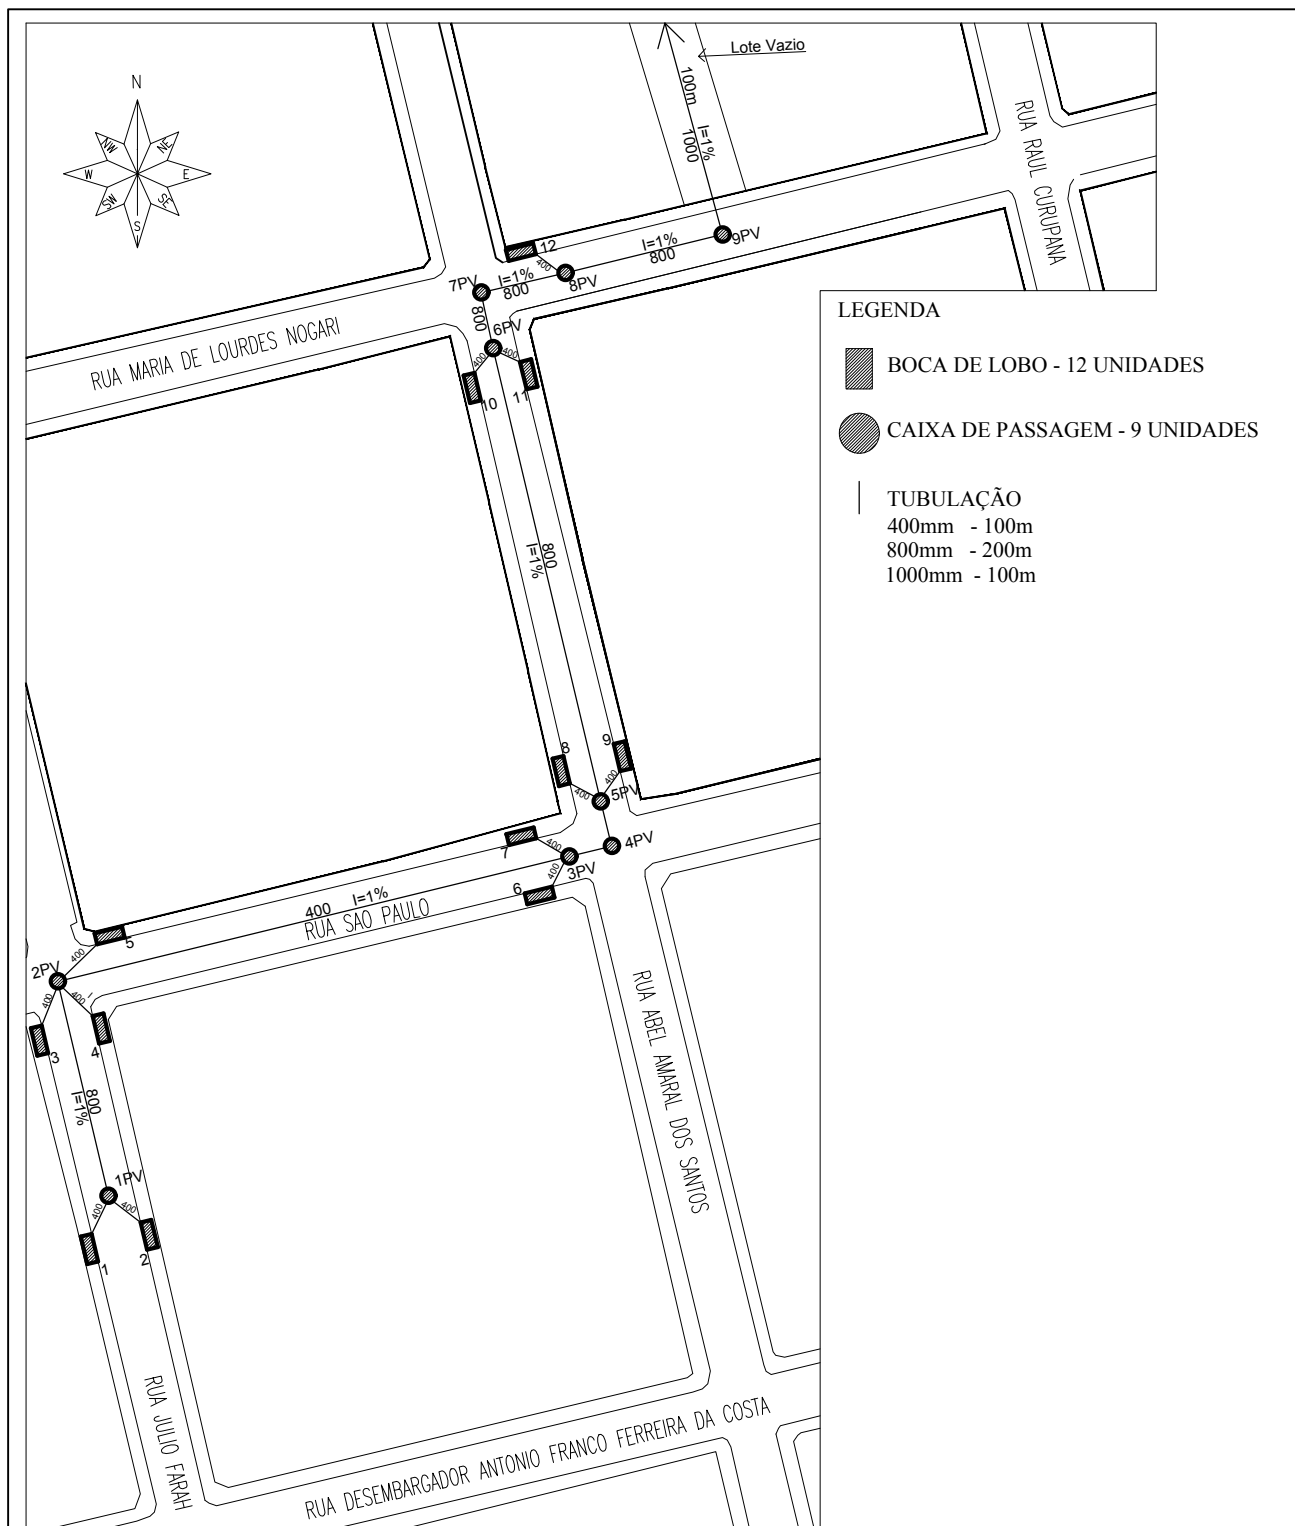 Lote Vazio
100m I=1%
1000
RUA RAUL CURUPANA
N
NW
NE
W
E
SW
SE
S
12
400
I=1%
800
9PV
8PV
7PV
I=1%
800
800
6PV
400
400
10
11
RUA MARIA DE LOURDES NOGARI
LEGENDA
BOCA DE LOBO - 12 UNIDADES
CAIXA DE PASSAGEM - 9 UNIDADES
TUBULAÇÃO
400mm - 100m
800mm - 200m
1000mm - 100m
800
I=1%
8
9
400
400
5PV
4PV
7
400
3PV
400
6
400 I=1%
RUA SAO PAULO
5
400
2PV
400
400
I
3
4
800
I=1%
1PV
400
400
1
2
RUA ABEL AMARAL DOS SANTOS
RUA JULIO FARAH
RUA DESEMBARGADOR ANTONIO FRANCO FERREIRA DA COSTA